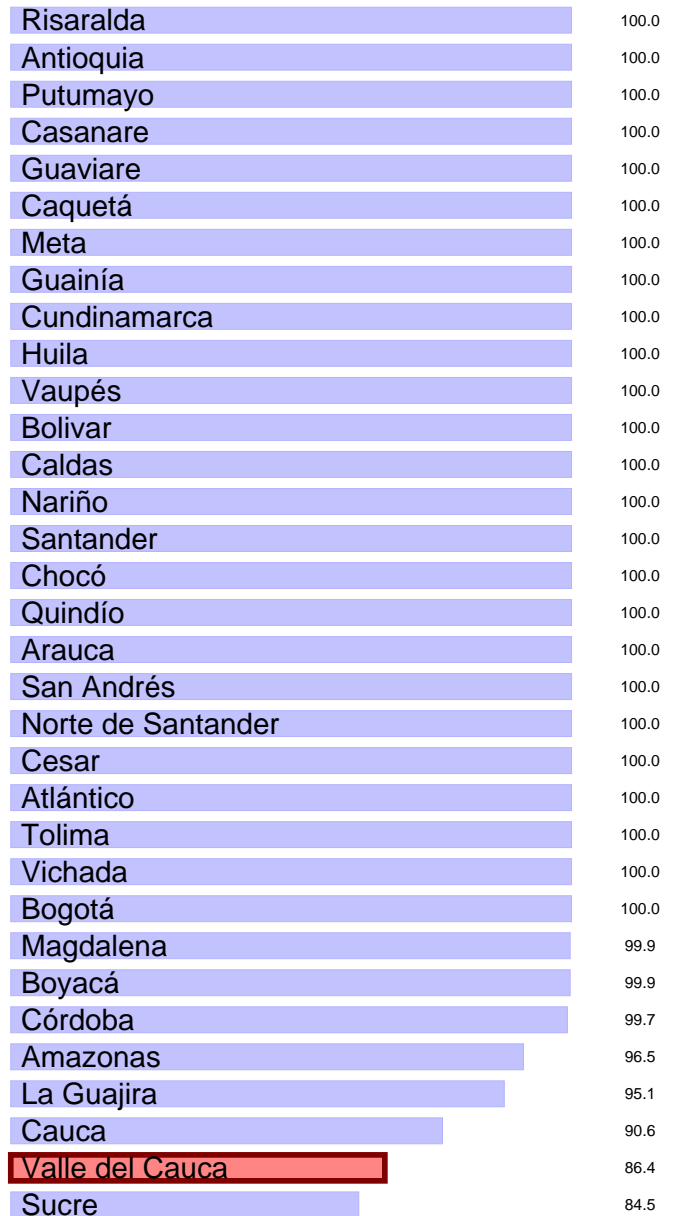 Risaralda 100.0
Antioquia 100.0
Putumayo 100.0
Casanare 100.0
Guaviare 100.0
Caquetá 100.0
Meta 100.0
Guainía 100.0
Cundinamarca 100.0
Huila 100.0
Vaupés 100.0
Bolivar 100.0
Caldas 100.0
Nariño 100.0
Santander 100.0
Chocó 100.0
Quindío 100.0
Arauca 100.0
San Andrés 100.0
Norte de Santander 100.0
Cesar 100.0
Atlántico 100.0
Tolima 100.0
Vichada 100.0
Bogotá 100.0
Magdalena 99.9
Boyacá 99.9
Córdoba 99.7
Amazonas 96.5
La Guajira 95.1
Cauca 90.6
Valle del Cauca 86.4
Sucre 84.5